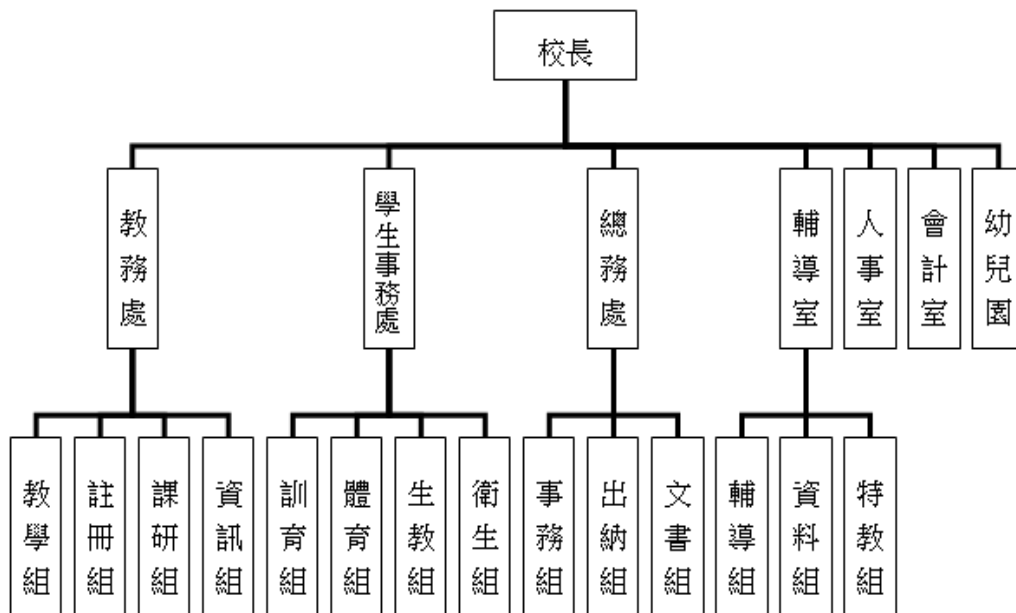 校長
教務處
學生事務處
總務處
輔導室
人事室
會計室
幼兒園
教學組
註冊組
課研組
資訊組
訓育組
體育組
生教組
衛生組
事務組
出納組
文書組
輔導組
資料組
特教組